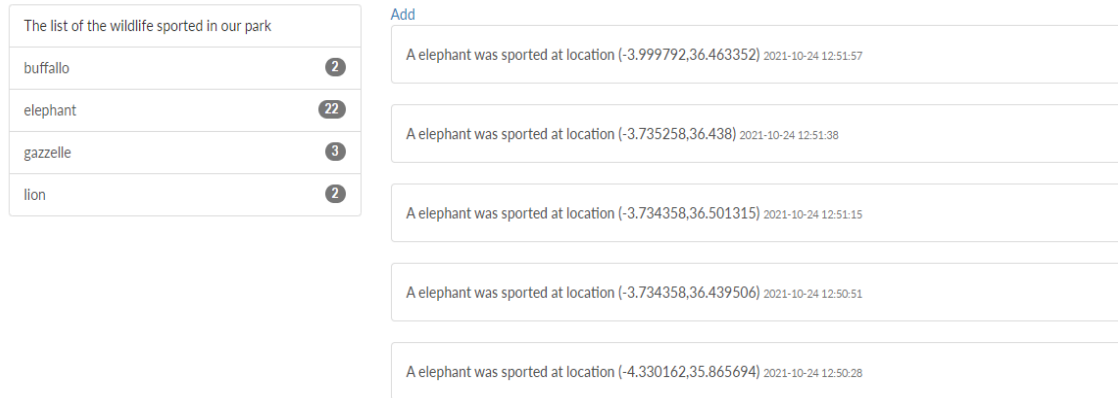 The list of the wildlife sported in our park
buffallo 2
elephant 22
gazzelle 3
lion 2
Add
A elephant was sported at location (-3.999792,36.463352) 2021-10-24 12:51:57
A elephant was sported at location (-3.735258,36.438) 2021-10-24 12:51:38
A elephant was sported at location (-3.734358,36.501315) 2021-10-24 12:51:15
A elephant was sported at location (-3.734358,36.439506) 2021-10-24 12:50:51
A elephant was sported at location (-4.330162,35.865694) 2021-10-24 12:50:28